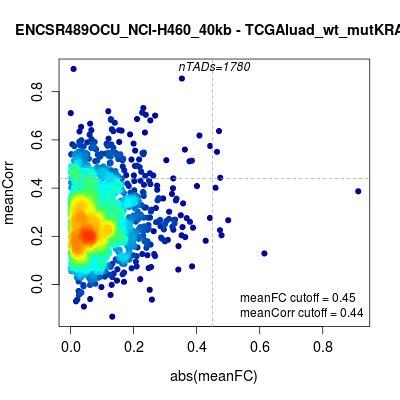 ENCSR489OCU_NCI-H460_40kb - TCGAluad_wt_mutKRA
nTADs=1780
meanCorr
0.8
0.6
0.4
0.2
0.0
meanFC cutoff = 0.45
meanCorr cutoff = 0.44
0.0 0.2 0.4 0.6 0.8
abs(meanFC)